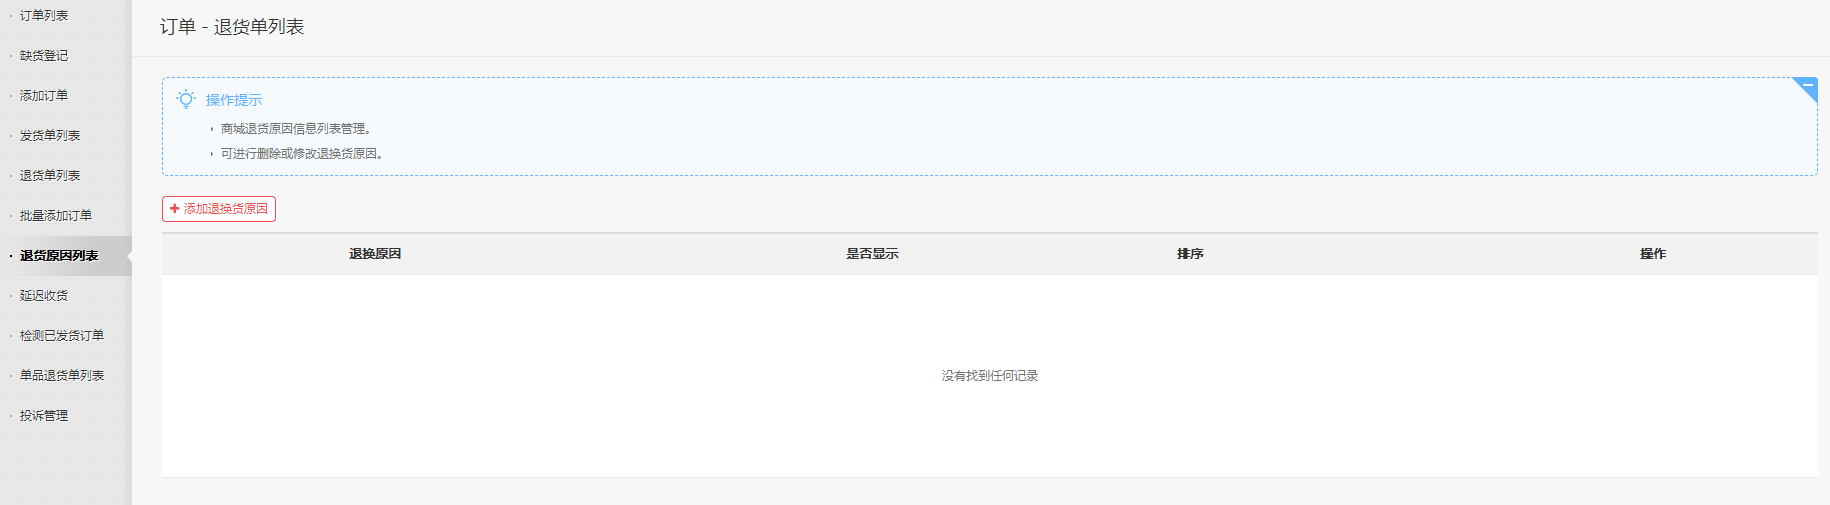 订单列表
缺货登记
添加订单
发货单列表
退货单列表
批量添加订单
退货原因列表
延迟收货
检测已发货订单
单品退货单列表
投诉管理
订单 - 退货单列表
操作提示
商城退货原因信息列表管理。
可进行删除或修改退换货原因。
添加退换货原因
退换原因 是否显示 排序 操作
没有找到任何记录